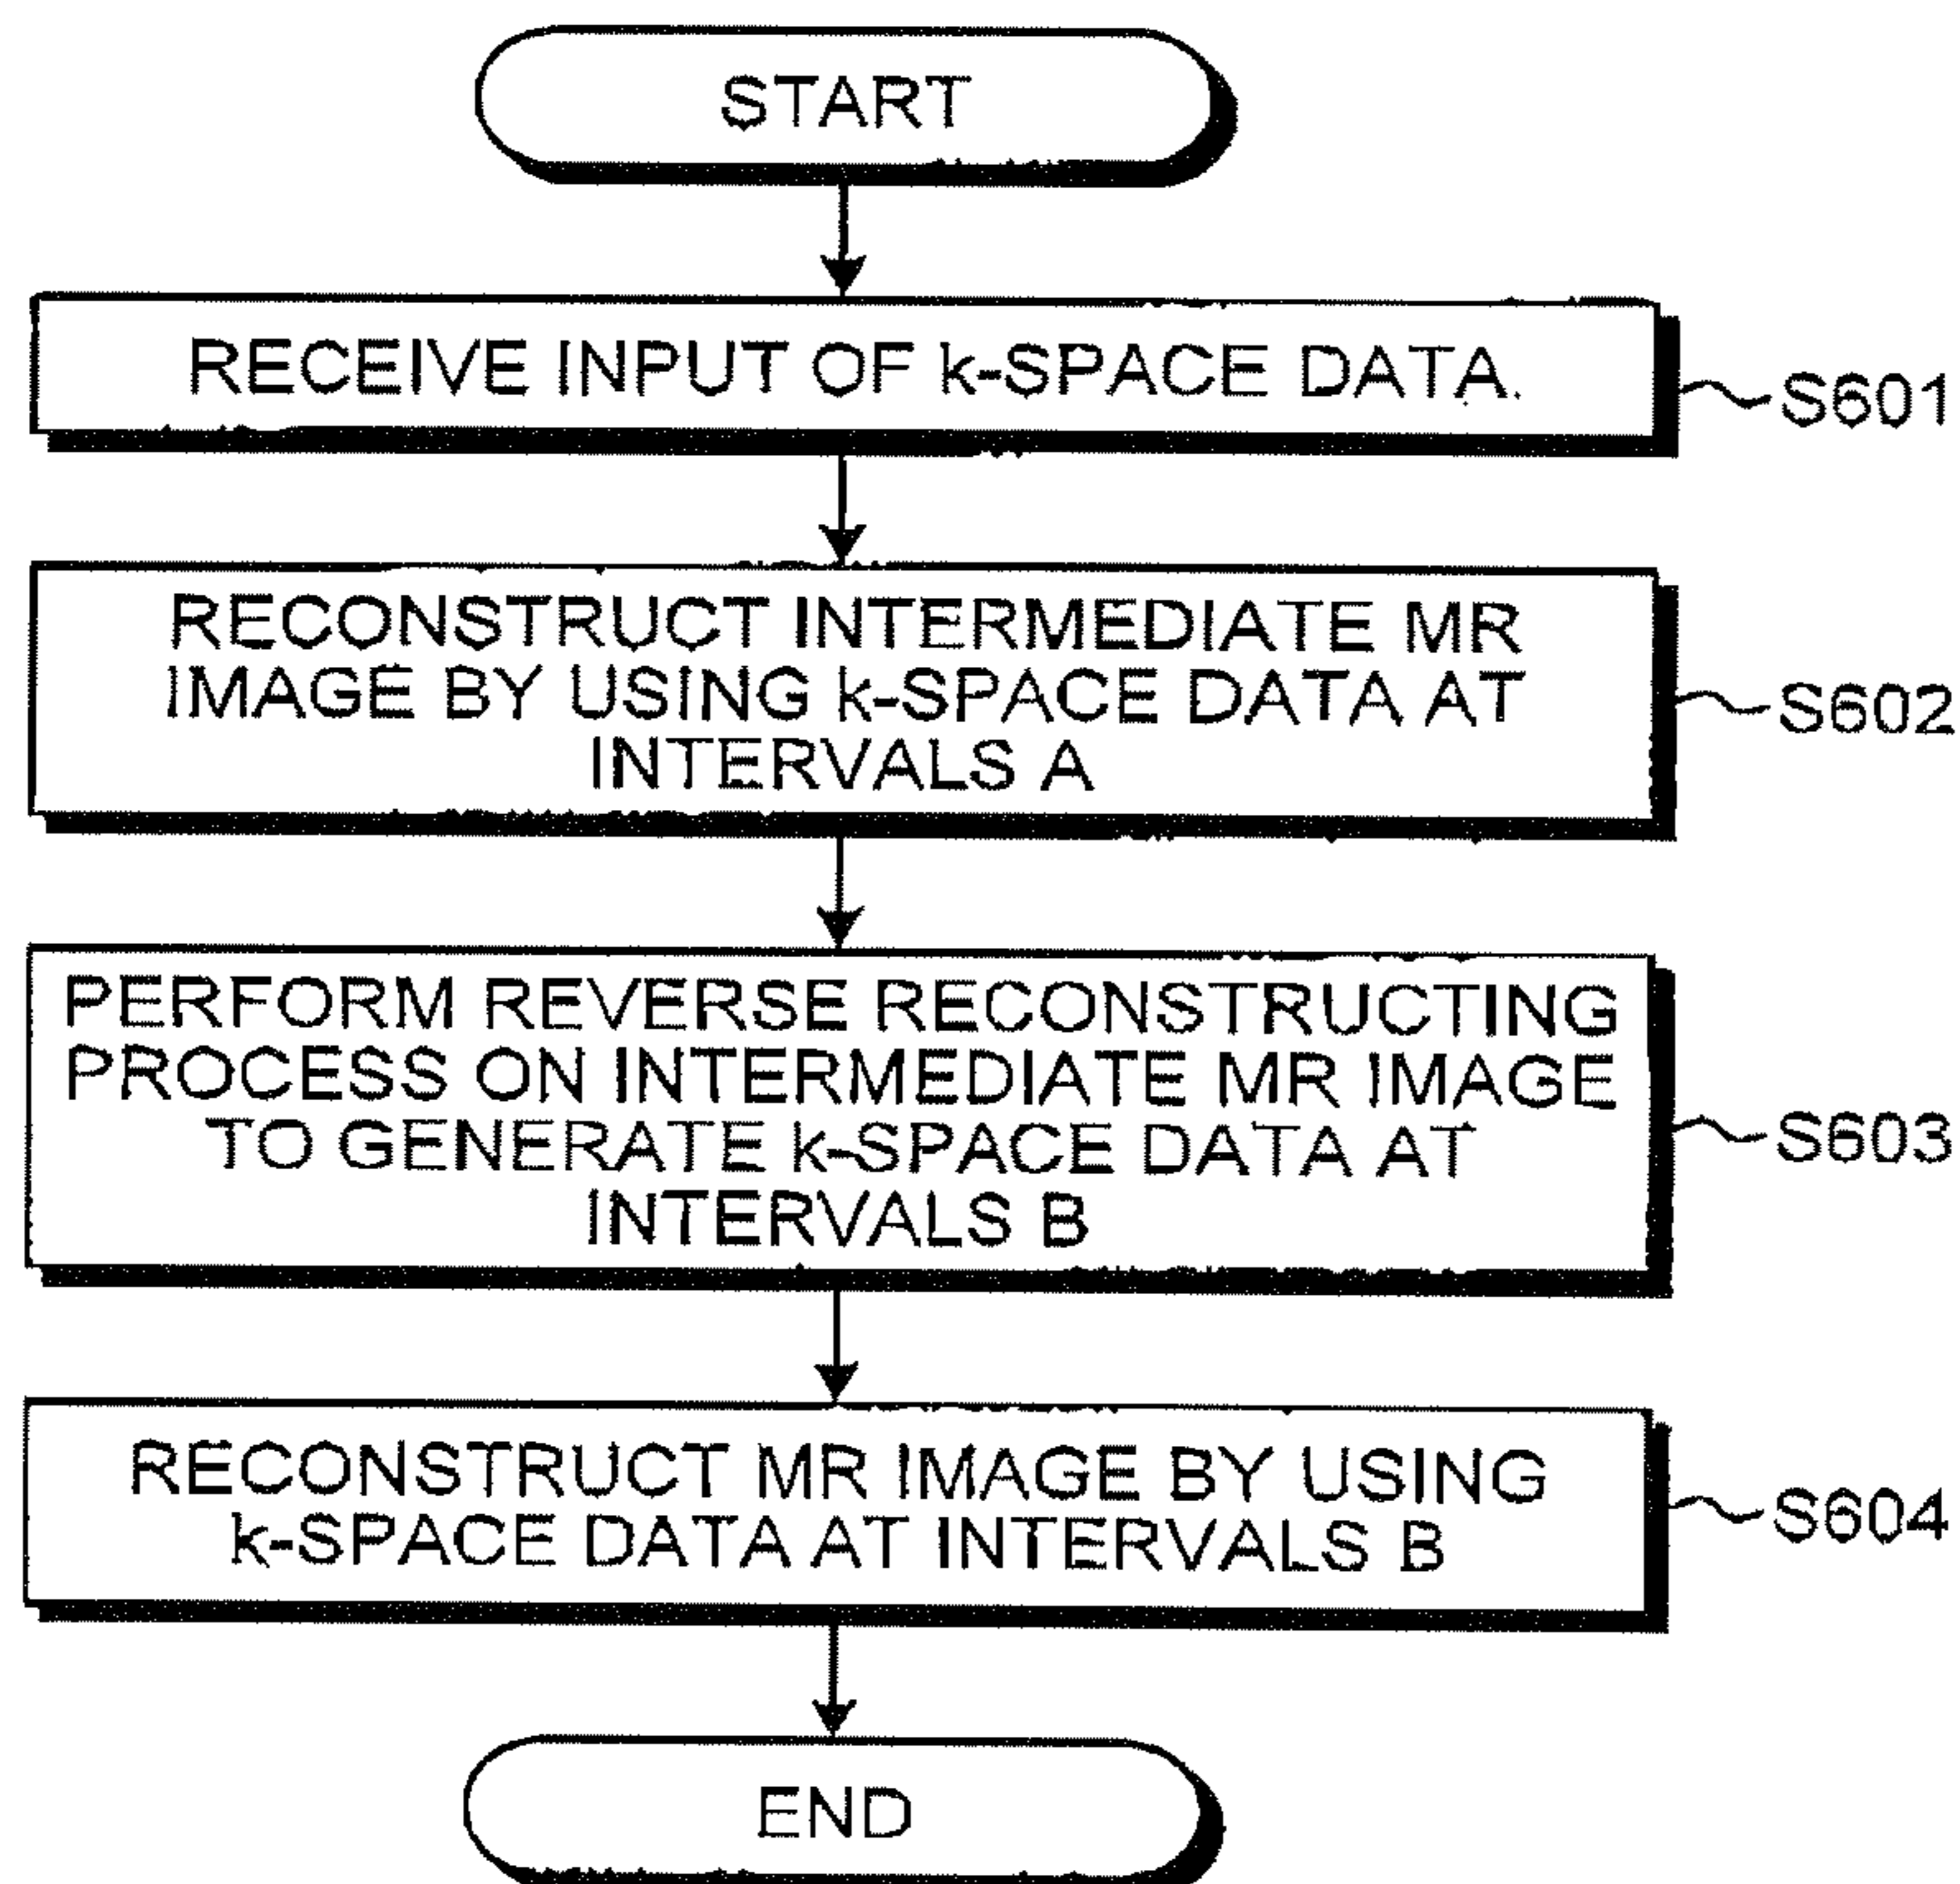 START
RECEIVE INPUT OF k-SPACE DATA.
S601
RECONSTRUCT INTERMEDIATE MR
IMAGE BY USING k-SPACE DATA AT
INTERVALS A
S602
PERFORM REVERSE RECONSTRUCTING
PROCESS ON INTERMEDIATE MR IMAGE
TO GENERATE k-SPACE DATA AT
INTERVALS B
S603
RECONSTRUCT MR IMAGE BY USING
k-SPACE DATA AT INTERVALS B
S604
END